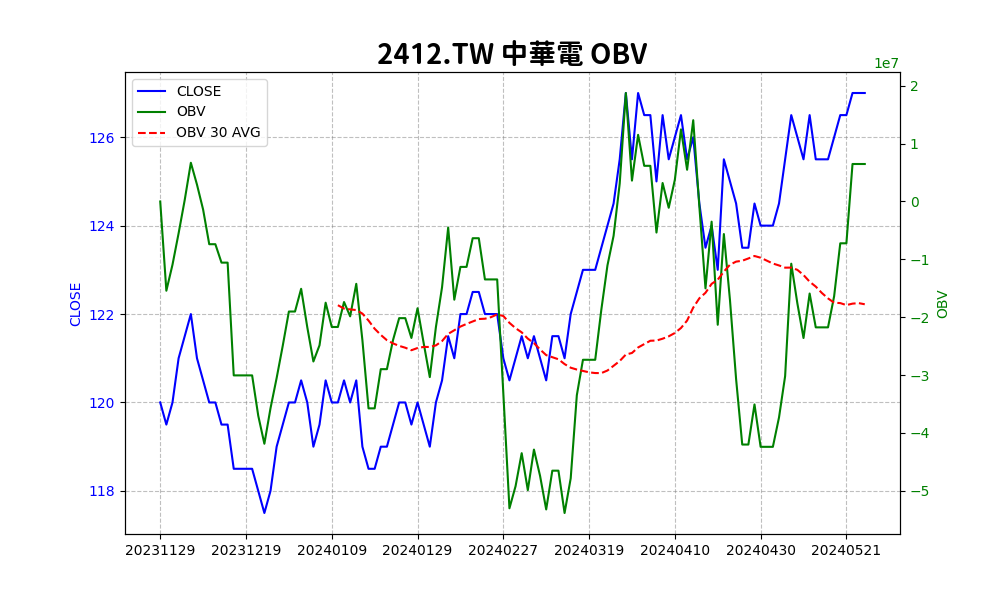 2412.TW 中華電 OBV
1e7
CLOSE
OBV
OBV 30 AVG
126
124
122
120
118
CLOSE
2
1
0
−1
−2
−3
−4
−5
OBV
20231129 20231219 20240109 20240129 20240227 20240319 20240410 20240430 20240521